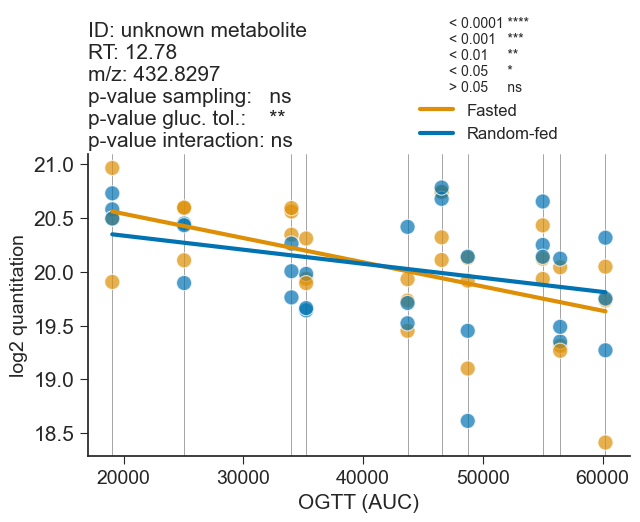 ID: unknown metabolite
RT: 12.78
m/z: 432.8297
p-value sampling: ns
p-value gluc. tol.: **
p-value interaction: ns
< 0.0001 ****
< 0.001 ***
< 0.01 **
< 0.05 *
> 0.05 ns
Fasted
Random-fed
log2 quantitation
21.0
20.5
20.0
19.5
19.0
18.5
20000 30000 40000 50000 60000
OGTT (AUC)